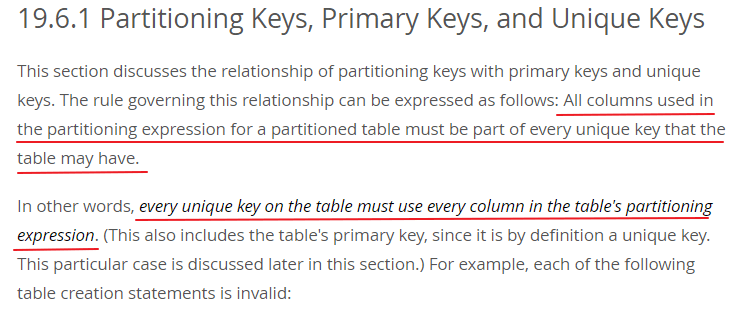 19.6.1 Partitioning Keys, Primary Keys, and Unique Keys
This section discusses the relationship of partitioning keys with primary keys and unique
keys. The rule governing this relationship can be expressed as follows: All columns used in
the partitioning expression for a partitioned table must be part of every unique key that the
table may have.
In other words, every unique key on the table must use every column in the table's partitioning
expression. (This also includes the table's primary key, since it is by definition a unique key.
This particular case is discussed later in this section.) For example, each of the following
table creation statements is invalid: